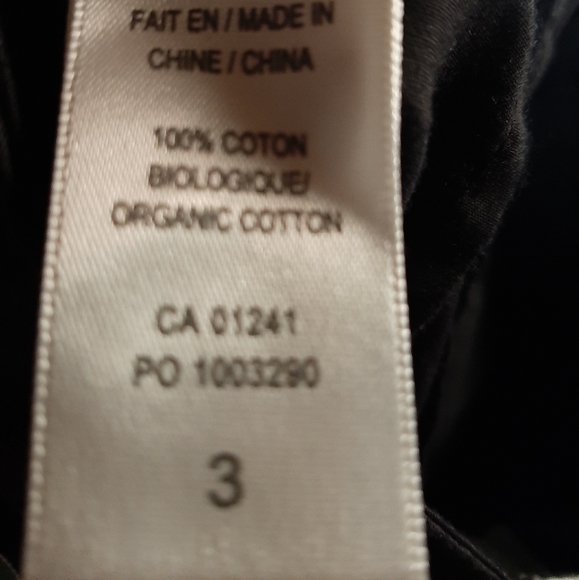 FAIT EN / MADE IN
CHINE / CHINA
100% COTON
BIOLOGIQUE/
ORGANIC COTTON
CA 01241
PO 1003290
3